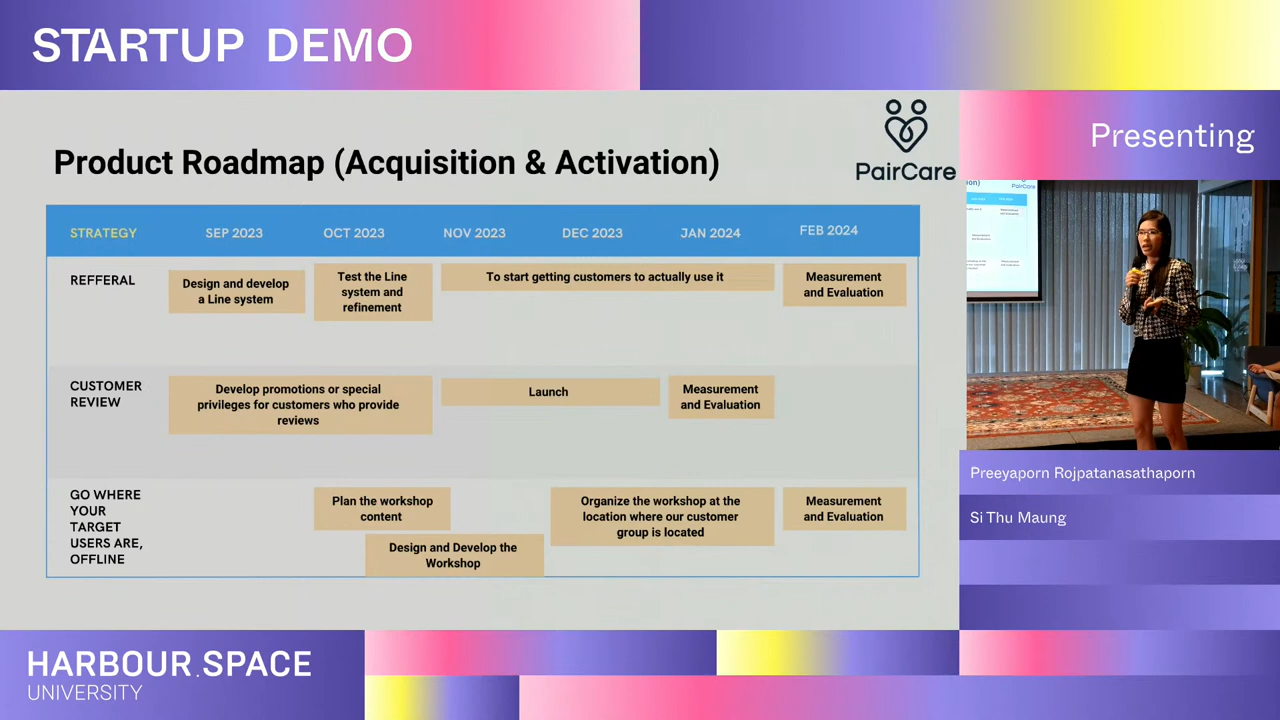 STARTUP DEMO
Presenting
Product Roadmap (Acquisition & Activation)
PairCare
STRATEGY
SEP 2023
OCT 2023
NOV 2023
DEC 2023
JAN 2024
FEB 2024
REFFERAL
Design and develop
a Line system
Test the Line
system and
refinement
To start getting customers to actually use it
Measurement
and Evaluation
CUSTOMER
REVIEW
Develop promotions or special
privileges for customers who provide
reviews
Launch
Measurement
and Evaluation
GO WHERE
YOUR
TARGET
USERS ARE,
OFFLINE
Plan the workshop
content
Design and Develop the
Workshop
Organize the workshop at the
location where our customer
group is located
Measurement
and Evaluation
PairCare
Preeyaporn Rojpatanasathaporn
Si Thu Maung
HARBOUR.SPACE
UNIVERSITY